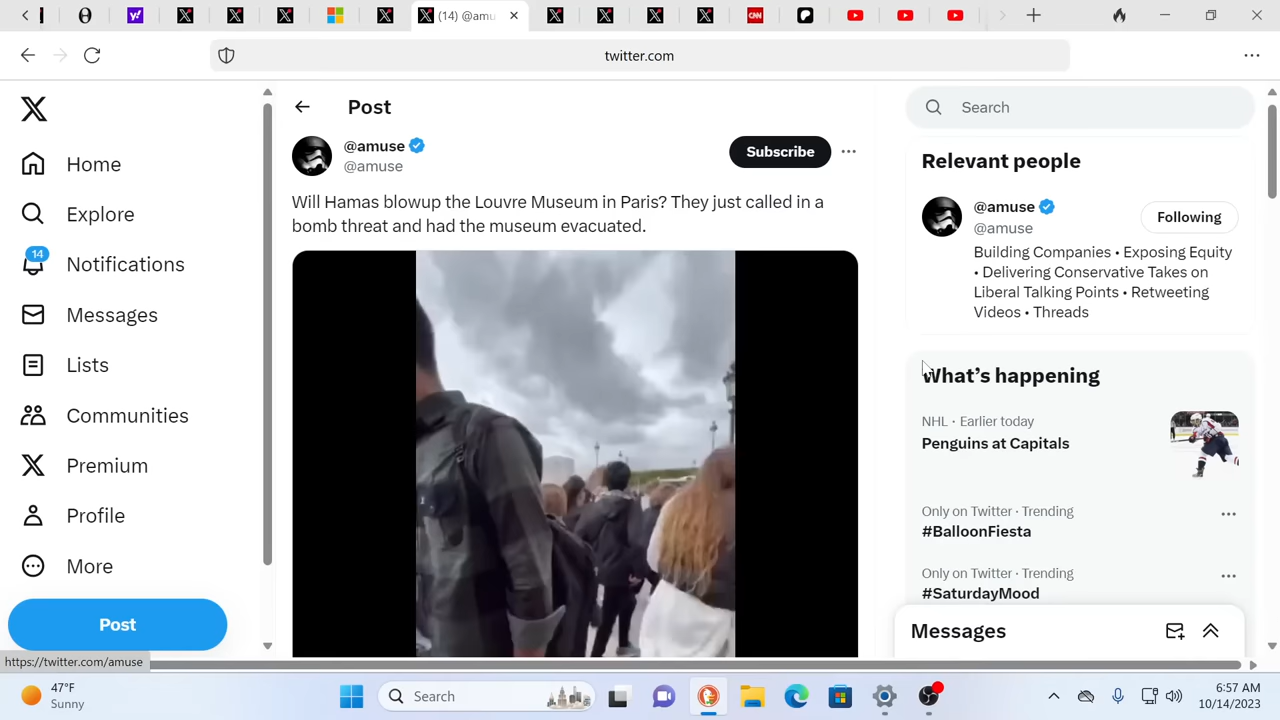 (14) @amu
CNN
twitter.com
Post
Search
@amuse
@amuse
Subscribe
Will Hamas blowup the Louvre Museum in Paris? They just called in a
bomb threat and had the museum evacuated.
Home
Explore
14
Notifications
Messages
Lists
Communities
Premium
Profile
More
Post
Relevant people
@amuse
@amuse
Following
Building Companies • Exposing Equity
• Delivering Conservative Takes on
Liberal Talking Points • Retweeting
Videos • Threads
What's happening
NHL · Earlier today
Penguins at Capitals
Only on Twitter · Trending
#BalloonFiesta
Only on Twitter · Trending
#SaturdayMood
Messages
https://twitter.com/amuse
47°F
Sunny
Search
6:57 AM
10/14/2023